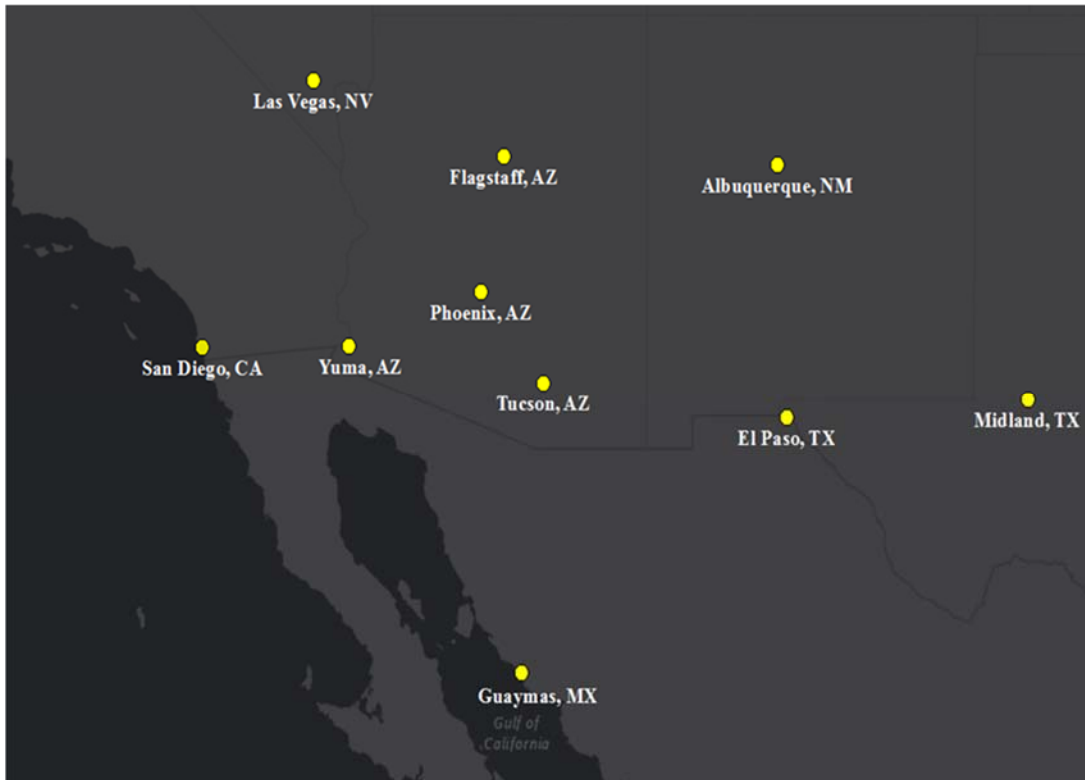 Las Vegas, NV
Flagstaff, AZ
Albuquerque, NM
Phoenix, AZ
San Diego, CA
Yuma, AZ
Tucson, AZ
El Paso, TX
Midland, TX
Guaymas, MX
Gulf of
California